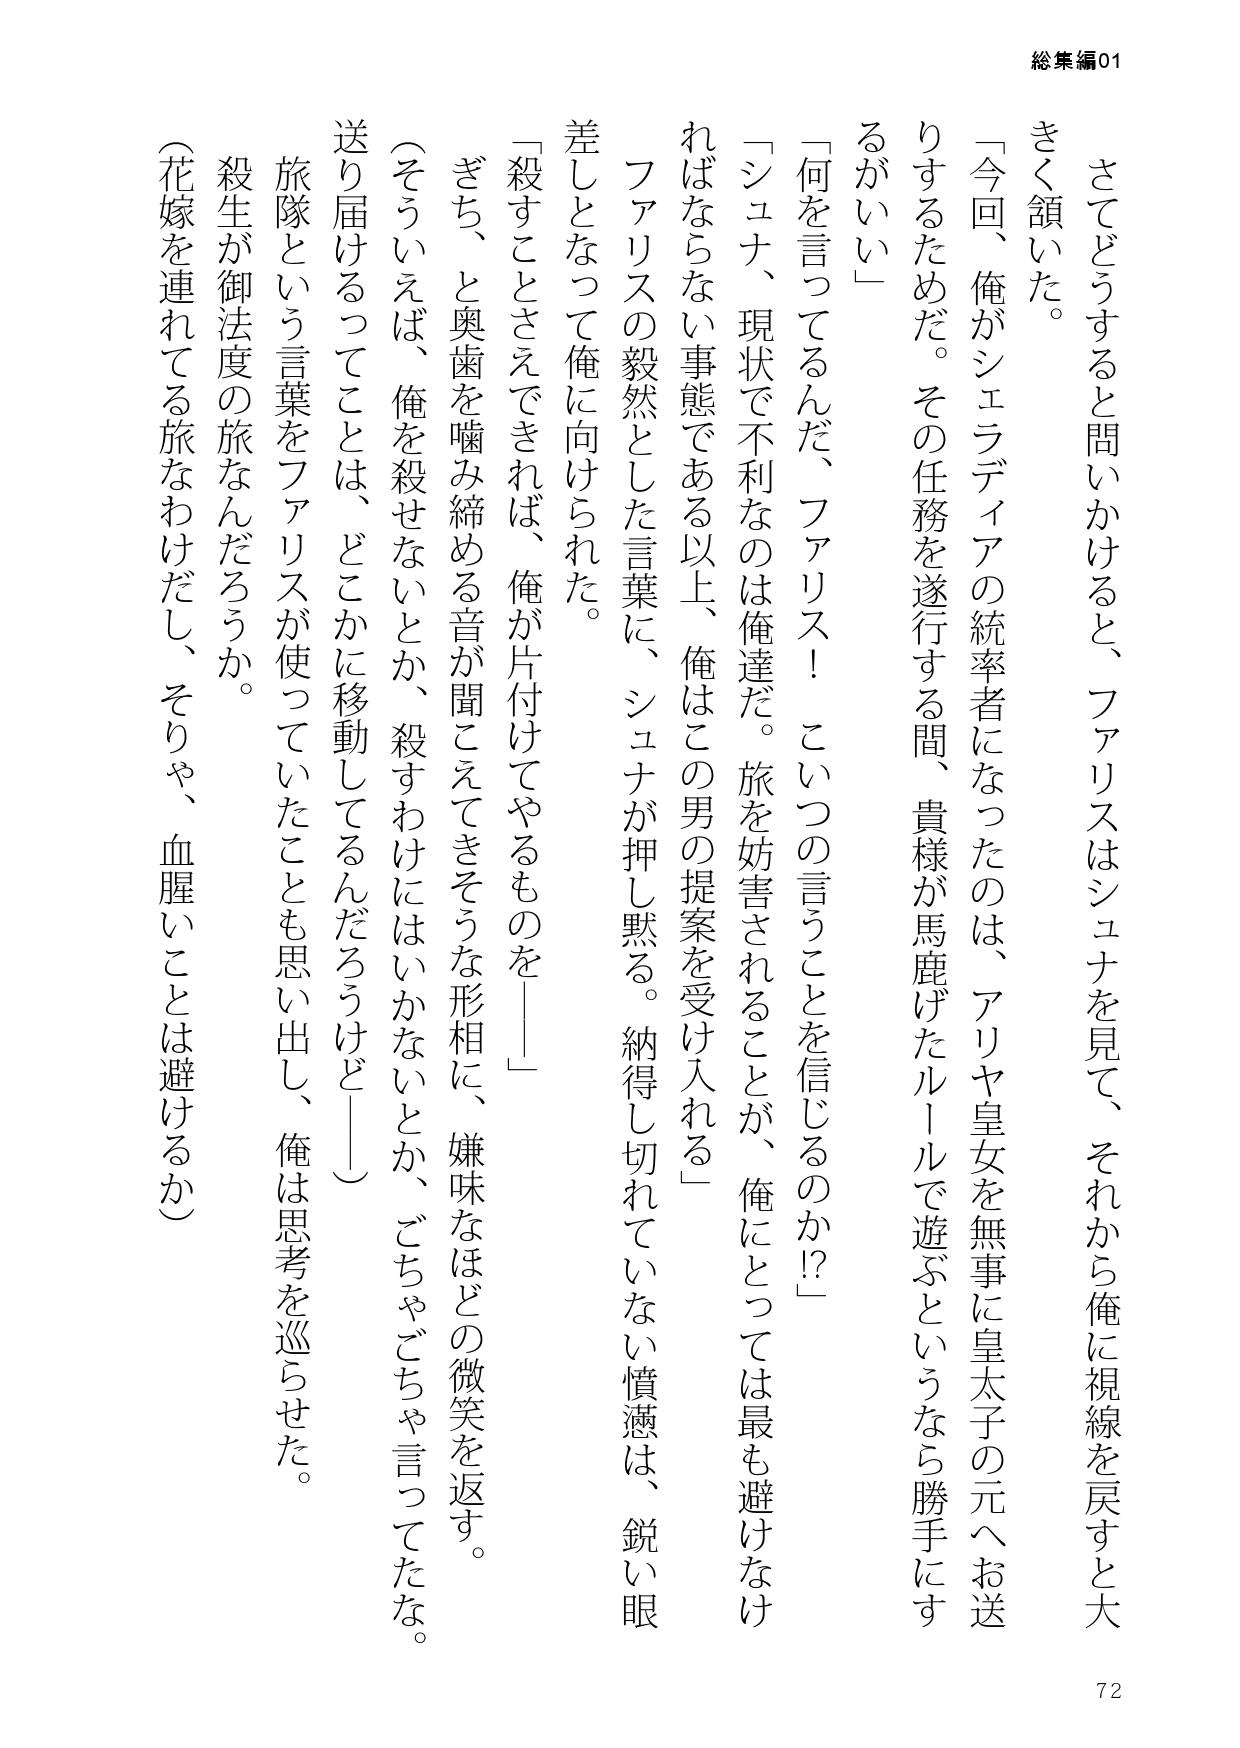 総集編01
　さてどうすると問いかけると、ファリスはシュナを見て、それから俺に視線を戻すと大
きく頷いた。
「今回、俺がシェラディアの統率者になったのは、アリヤ皇女を無事に皇太子の元へお送
りするためだ。その任務を遂行する間、貴様が馬鹿げたルールで遊ぶというなら勝手にす
るがいい」
「何を言ってるんだ、ファリス！　こいつの言うことを信じるのか!?」
「シュナ、現状で不利なのは俺達だ。旅を妨害されることが、俺にとっては最も避けなけ
ればならない事態である以上、俺はこの男の提案を受け入れる」
　ファリスの毅然とした言葉に、シュナが押し黙る。納得し切れていない憤懣は、鋭い眼
差しとなって俺に向けられた。
「殺すことさえできれば、俺が片付けてやるものを――」
　ぎち、と奥歯を噛み締める音が聞こえてきそうな形相に、嫌味なほどの微笑を返す。
（そういえば、俺を殺せないとか、殺すわけにはいかないとか、ごちゃごちゃ言ってたな。
送り届けるってことは、どこかに移動してるんだろうけど――）
　旅隊という言葉をファリスが使っていたことも思い出し、俺は思考を巡らせた。
　殺生が御法度の旅なんだろうか。
（花嫁を連れてる旅なわけだし、そりゃ、血腥いことは避けるか）
72